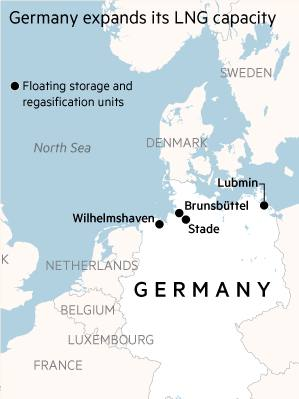 Germany expands its LNG capacity
SWEDEN
Floating storage and
regasification units
DENMARK
North Sea
Lubmin
Brunsbüttel
Wilhelmshaven
Stade
K
NETHERLANDS
GERMANY
BELGIUM
LUXEMBOURG
FRANCE